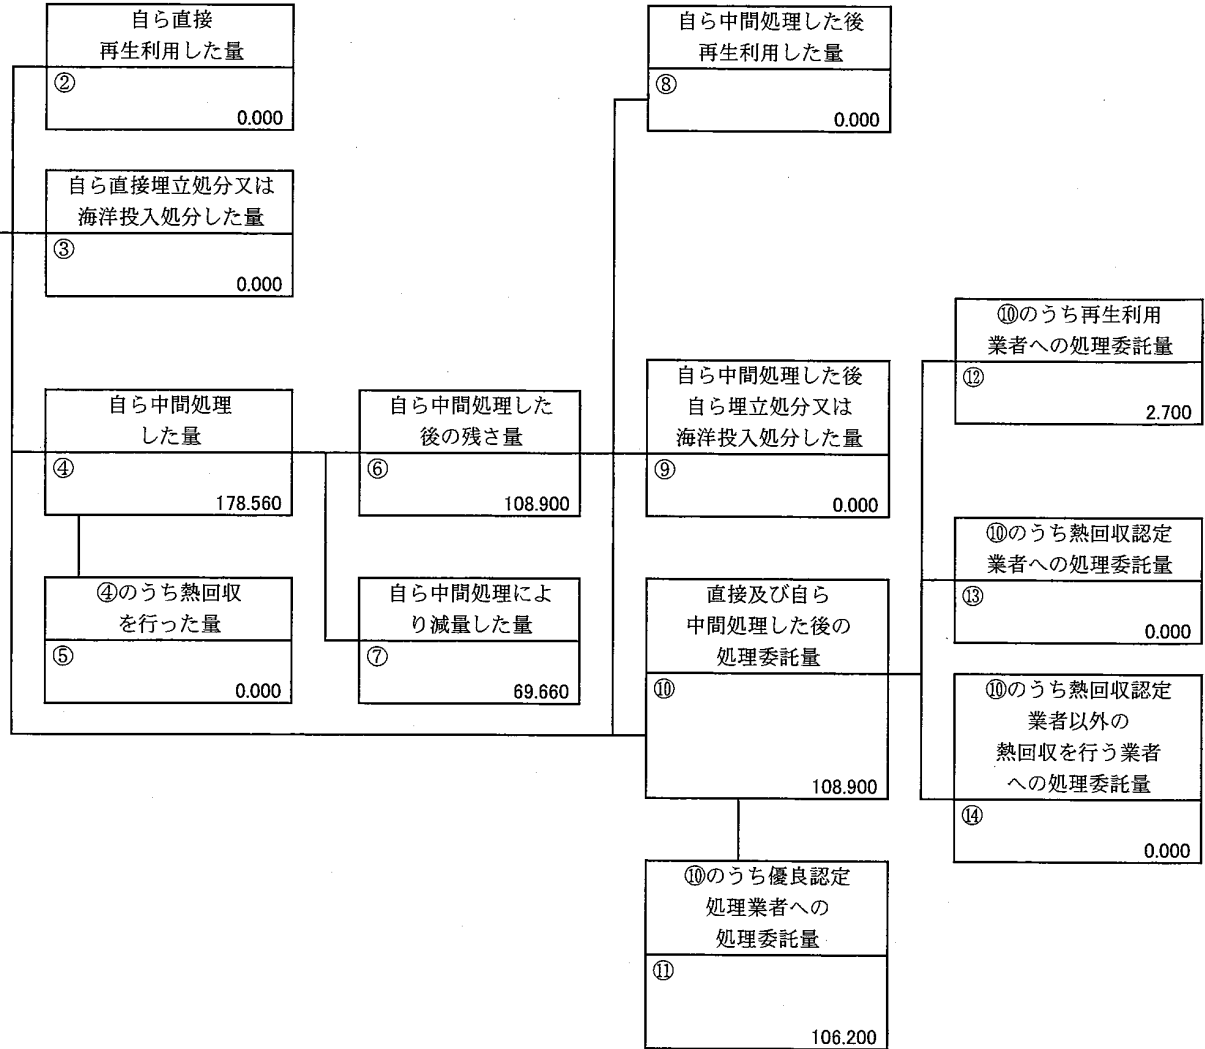 自ら直接
再生利用した量
②
0.000
自ら直接埋立処分又は
海洋投入処分した量
③
0.000
自ら中間処理
した量
④
178.560
④のうち熱回収
を行った量
⑤
0.000
自ら中間処理した
後の残さ量
⑥
108.900
自ら中間処理によ
り減量した量
⑦
69.660
自ら中間処理した後
再生利用した量
⑧
0.000
自ら中間処理した後
自ら埋立処分又は
海洋投入処分した量
⑨
0.000
直接及び自ら
中間処理した後の
処理委託量
⑩
108.900
⑩のうち優良認定
処理業者への
処理委託量
⑪
106.200
⑩のうち再生利用
業者への処理委託量
⑫
2.700
⑩のうち熱回収認定
業者への処理委託量
⑬
0.000
⑩のうち熱回収認定
業者以外の
熱回収を行う業者
への処理委託量
⑭
0.000